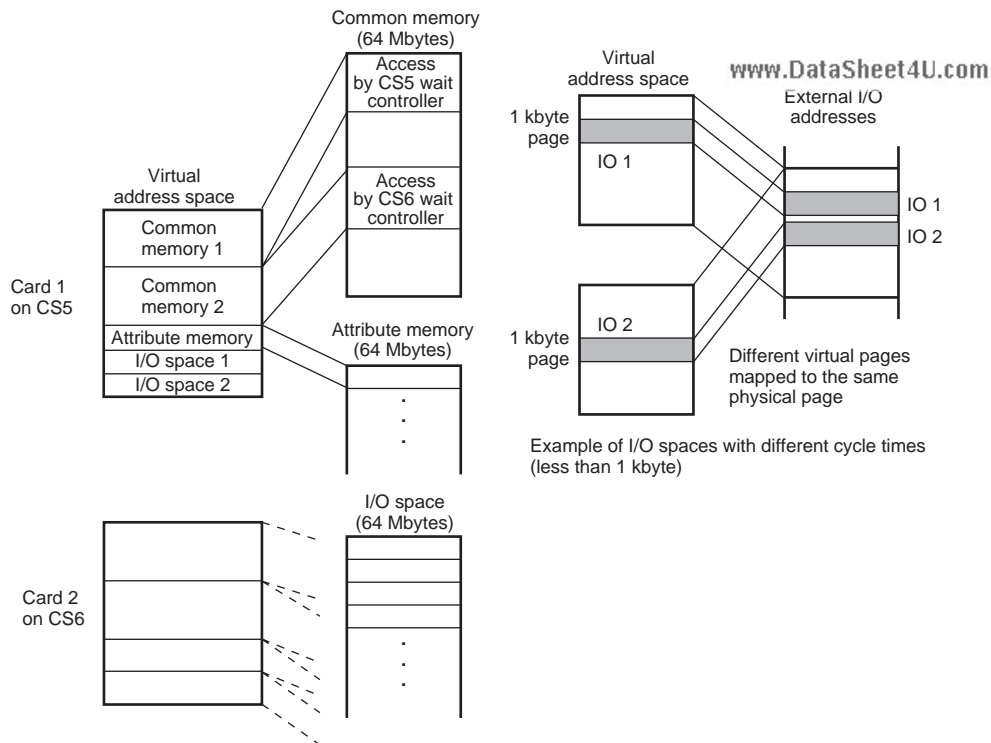 Common memory
(64 Mbytes)
Access
by CS5 wait
controller
Access
by CS6 wait
controller
Virtual
address space
Common
memory 1
Common
memory 2
Attribute memory
I/O space 1
I/O space 2
Card 1
on CS5
Attribute memory
(64 Mbytes)
.
.
.
I/O space
(64 Mbytes)
.
.
.
Card 2
on CS6
Virtual
address space
www.DataSheet4U.com
External I/O
addresses
1 kbyte
page
IO 1
IO 1
IO 2
IO 2
1 kbyte
page
Different virtual pages
mapped to the same
physical page
Example of I/O spaces with different cycle times
(less than 1 kbyte)